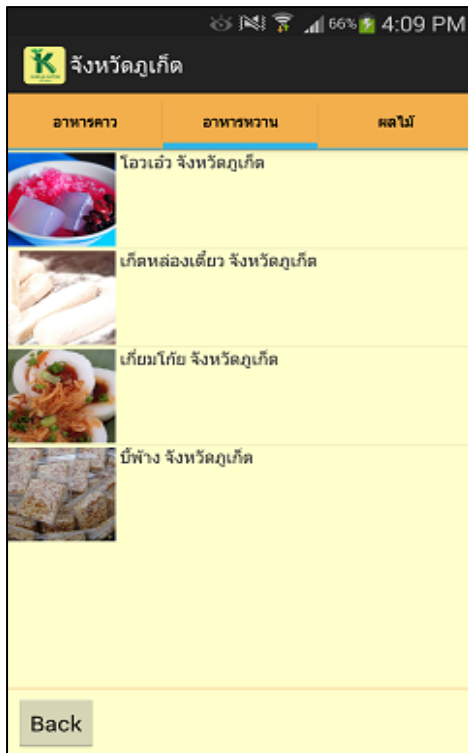 66% 4:09 PM
จังหวัดภูเก็ต
อาหารคาว อาหารหวาน ผลไม้
โอวเอ๋ว จังหวัดภูเก็ต
เก็ตหล่องเตี๋ยว จังหวัดภูเก็ต
เกี่ยมโก้ย จังหวัดภูเก็ต
บี้พ้าง จังหวัดภูเก็ต
Back